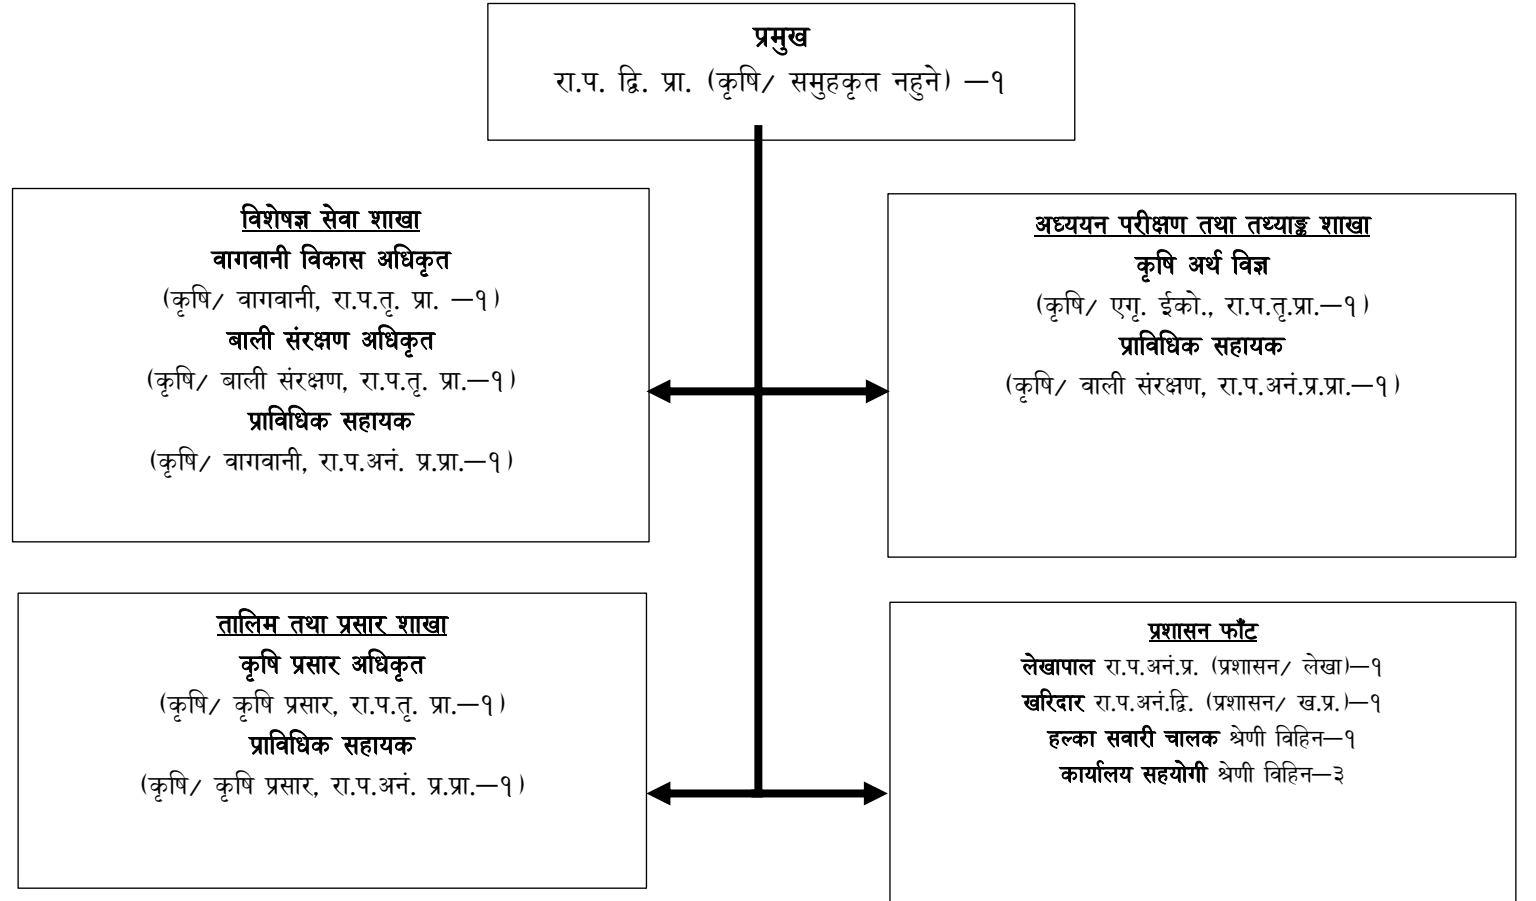 प्रमुख
रा.प. द्वि. प्रा. (कृषि/ समुहकृत नहुने) —१
विशेषज्ञ सेवा शाखा
वागवानी विकास अधिकृत
(कृषि/ वागवानी, रा.प.तृ. प्रा. —१)
बाली संरक्षण अधिकृत
(कृषि/ बाली संरक्षण, रा.प.तृ. प्रा.—१)
प्राविधिक सहायक
(कृषि/ वागवानी, रा.प.अनं. प्र.प्रा.—१)
अध्ययन परीक्षण तथा तथ्याङ्क शाखा
कृषि अर्थ विज्ञ
(कृषि/ एगृ. ईको., रा.प.तृ.प्रा.—१)
प्राविधिक सहायक
(कृषि/ वाली संरक्षण, रा.प.अनं.प्र.प्रा.—१)
तालिम तथा प्रसार शाखा
कृषि प्रसार अधिकृत
(कृषि/ कृषि प्रसार, रा.प.तृ. प्रा.—१)
प्राविधिक सहायक
(कृषि/ कृषि प्रसार, रा.प.अनं. प्र.प्रा.—१)
प्रशासन फाँट
लेखापाल रा.प.अनं.प्र. (प्रशासन/ लेखा)—१
खरिदार रा.प.अनं.द्वि. (प्रशासन/ ख.प्र.)—१
हल्का सवारी चालक श्रेणी विहिन—१
कार्यालय सहयोगी श्रेणी विहिन—३